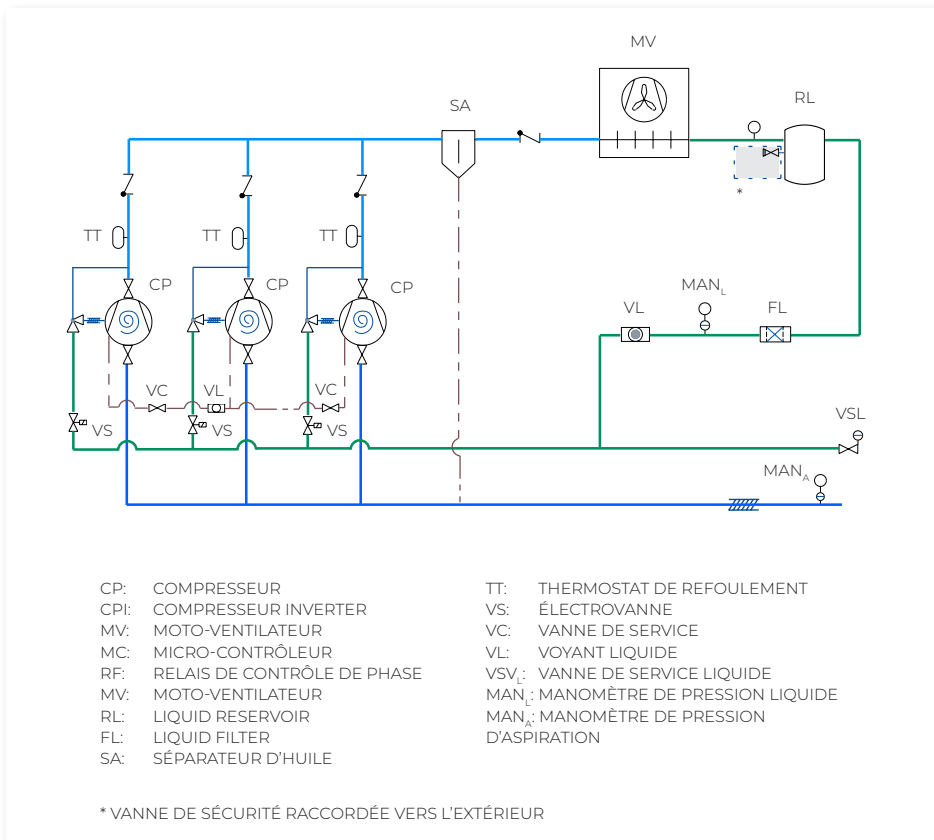 MV
SA
RL
TT
TT
TT
CP
CP
CP
MANL
VL
FL
VC
VL
VC
VS
VS
VS
VSL
MANA
*
CP: COMPRESSEUR
CPI: COMPRESSEUR INVERTER
MV: MOTO-VENTILATEUR
MC: MICRO-CONTRÔLEUR
RF: RELAIS DE CONTRÔLE DE PHASE
MV: MOTO-VENTILATEUR
RL: LIQUID RESERVOIR
FL: LIQUID FILTER
SA: SÉPARATEUR D'HUILE
TT: THERMOSTAT DE REFOULEMENT
VS: ÉLECTROVANNE
VC: VANNE DE SERVICE
VL: VOYANT LIQUIDE
VSVL: VANNE DE SERVICE LIQUIDE
MANL: MANOMÈTRE DE PRESSION LIQUIDE
MANA: MANOMÈTRE DE PRESSION
D'ASPIRATION
* VANNE DE SÉCURITÉ RACCORDÉE VERS L'EXTÉRIEUR